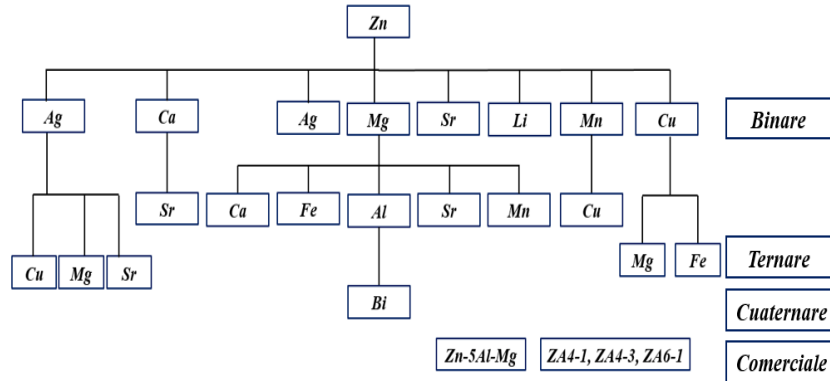 Zn
Ag
Ca
Ag
Mg
Sr
Li
Mn
Cu
Binare
Sr
Ca
Fe
Al
Sr
Mn
Cu
Cu
Mg
Sr
Mg
Fe
Ternare
Bi
Cuaternare
Zn-5Al-Mg
ZA4-1, ZA4-3, ZA6-1
Comerciale